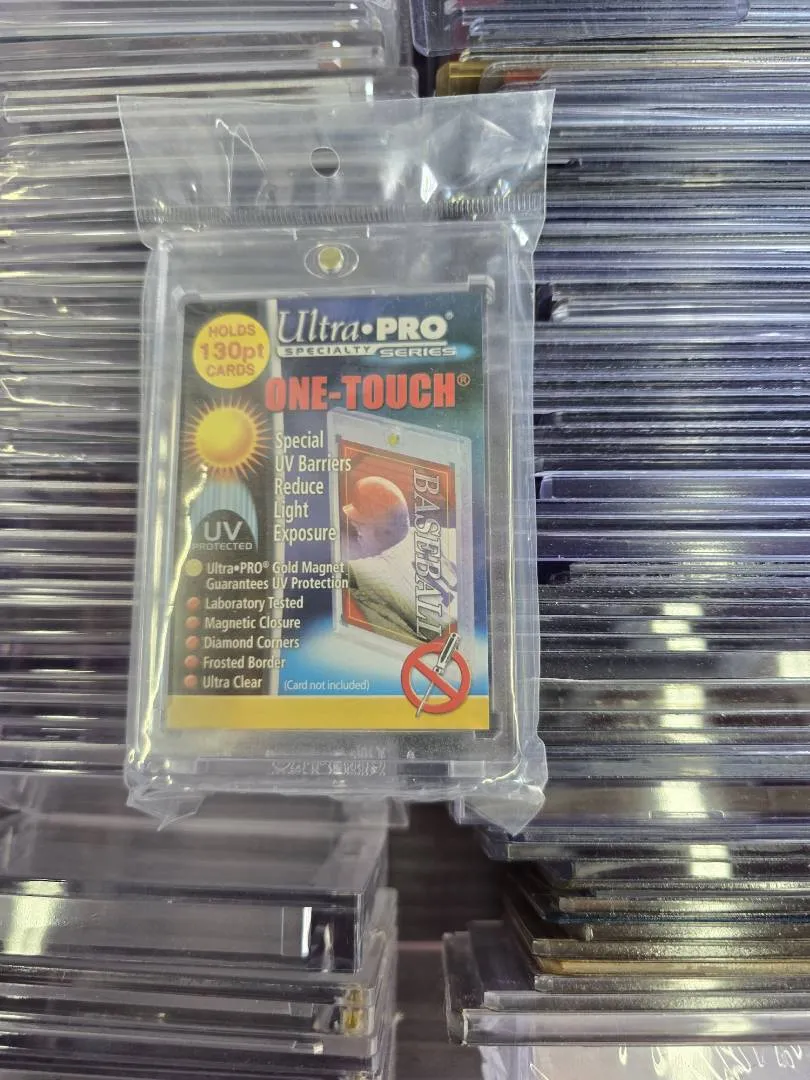 HOLDS
130pt
CARDS
Ultra•PRO®
SPECIALTY SERIES
ONE-TOUCH®
Special
UV Barriers
Reduce
Light
Exposure
UV
PROTECTED
BASEBALL
Ultra•PRO® Gold Magnet
Guarantees UV Protection
Laboratory Tested
Magnetic Closure
Diamond Corners
Frosted Border
Ultra Clear
(Card not included)